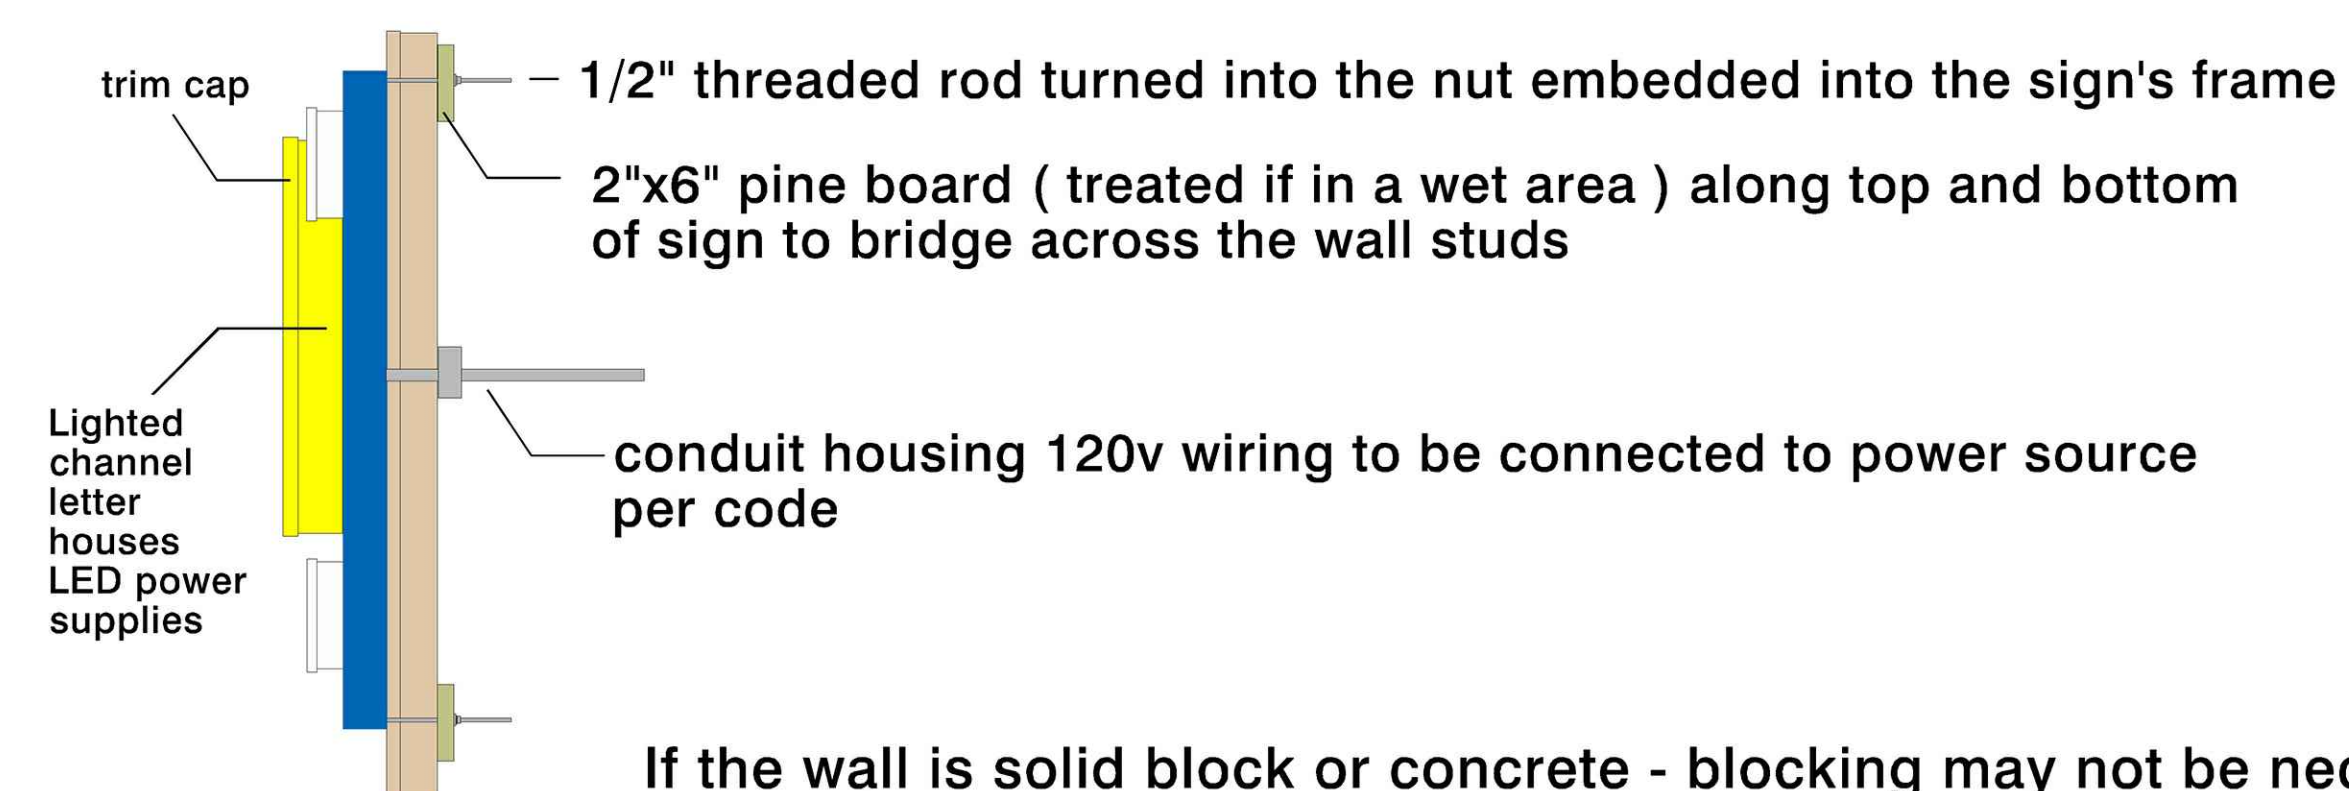 trim cap
1/2" threaded rod turned into the nut embedded into the sign's frame
2"x6" pine board ( treated if in a wet area ) along top and bottom
of sign to bridge across the wall studs
Lighted
channel
letter
houses
LED power
supplies
conduit housing 120v wiring to be connected to power source
per code
If the wall is solid block or concrete - blocking may not be